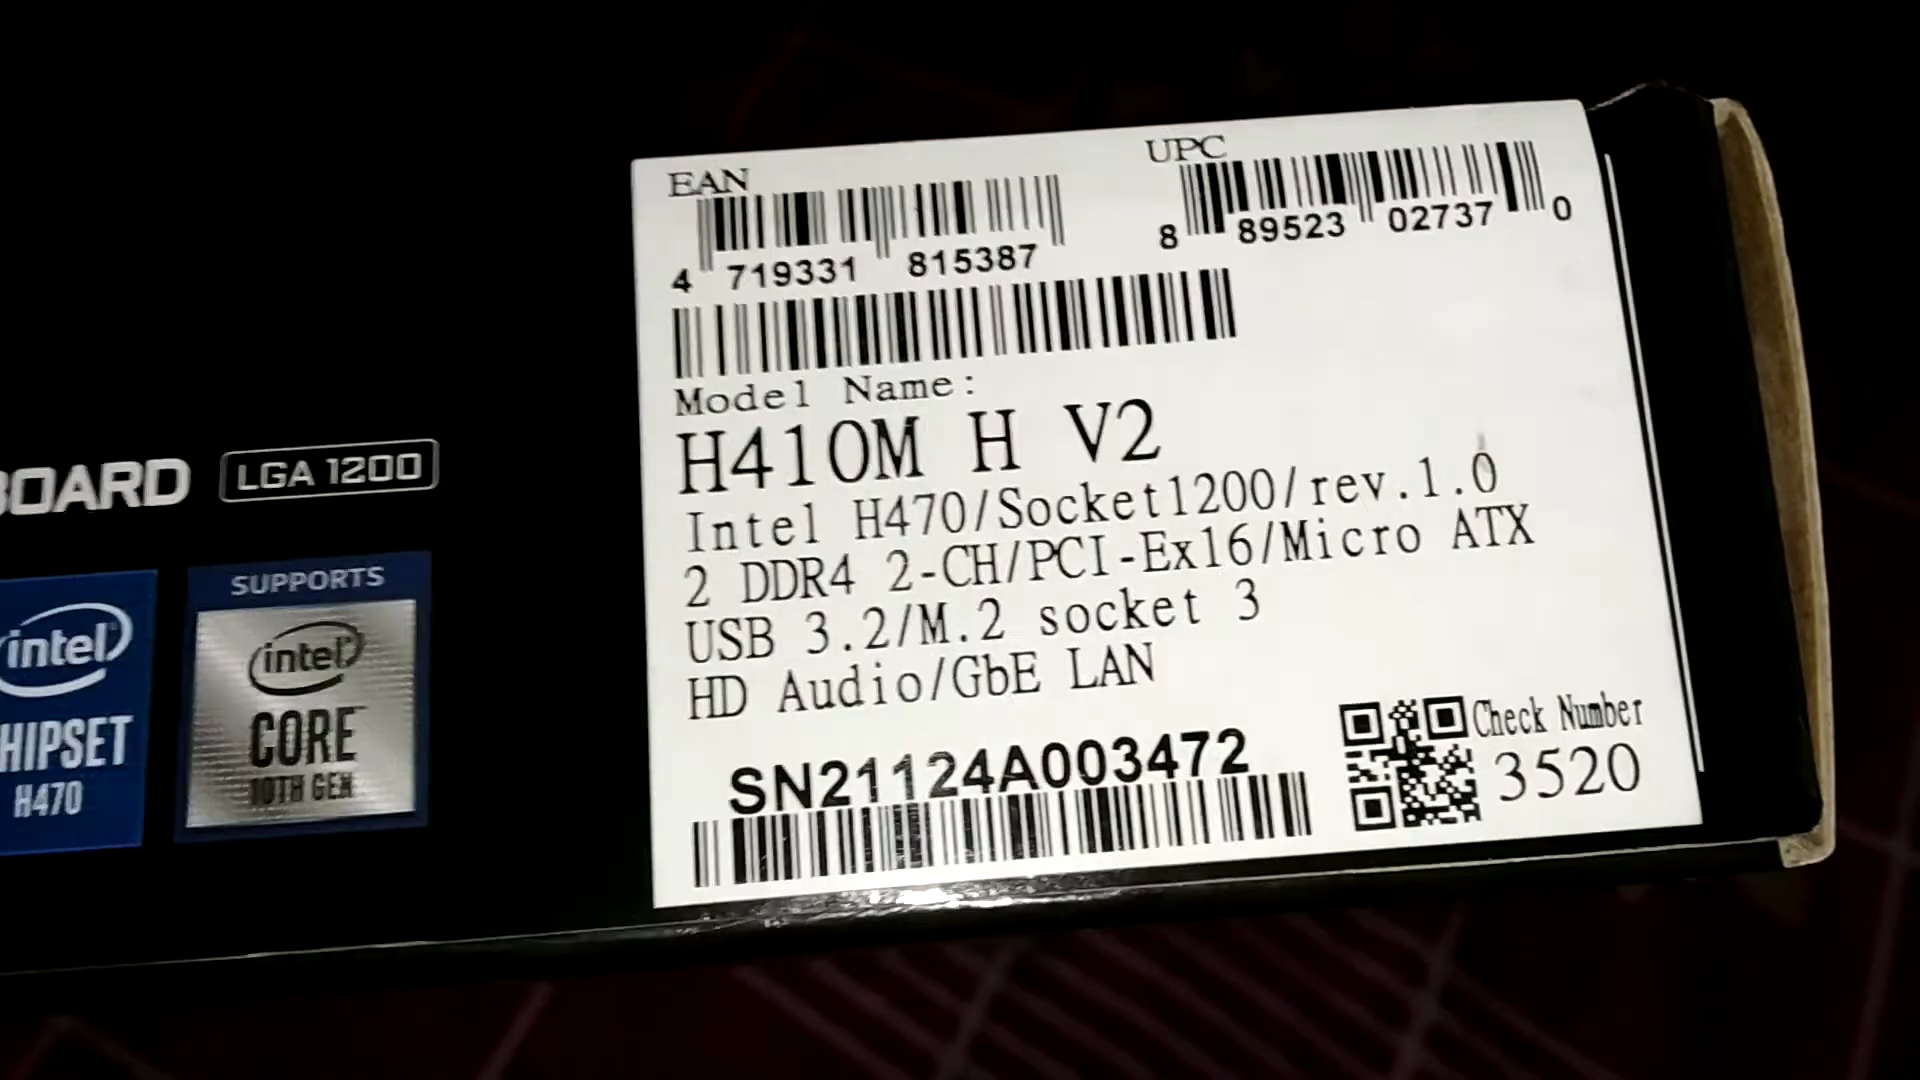 EAN
UPC
4 719331 815387
8 89523 02737 0
Model Name:
H410M H V2
Intel H470/Socket1200/rev.1.0
2 DDR4 2-CH/PCI-Ex16/Micro ATX
USB 3.2/M.2 socket 3
HD Audio/GbE LAN
SN21124A003472
Check Number
3520
BOARD LGA 1200
intel
HIPSET
H470
SUPPORTS
intel
CORE
10TH GEN